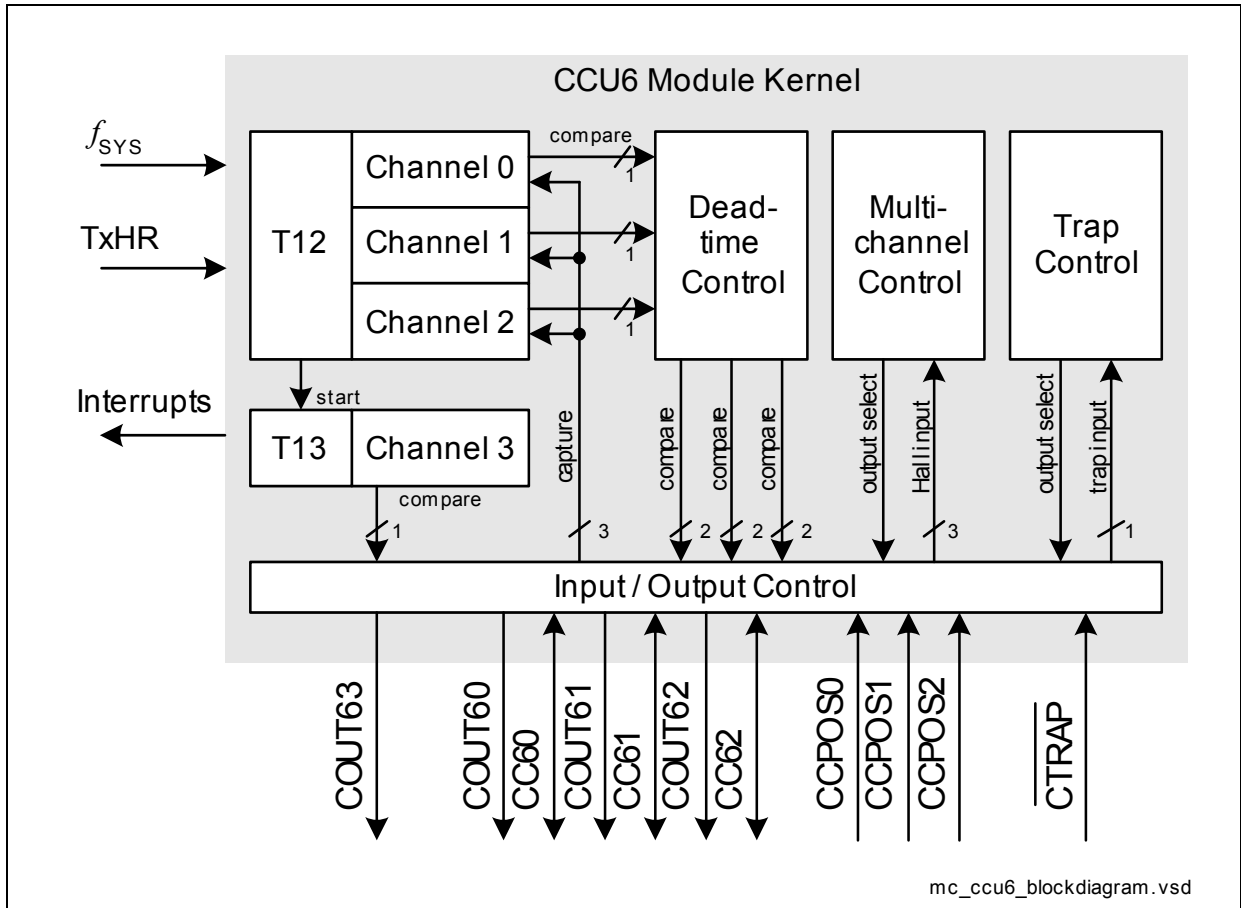 CCU6 Module Kernel
fSYS
TxHR
Interrupts
T12
Channel 0
Channel 1
Channel 2
compare
1
1
1
Dead-
time
Control
Multi-
channel
Control
Trap
Control
start
T13
Channel 3
compare
1
capture
3
compare
2
compare
2
compare
2
output select
Hall input
3
output select
trap input
1
Input / Output Control
COUT63
COUT60
CC60
COUT61
CC61
COUT62
CC62
CCPOS0
CCPOS1
CCPOS2
CTRAP
mc_ccu6_blockdiagram.vsd